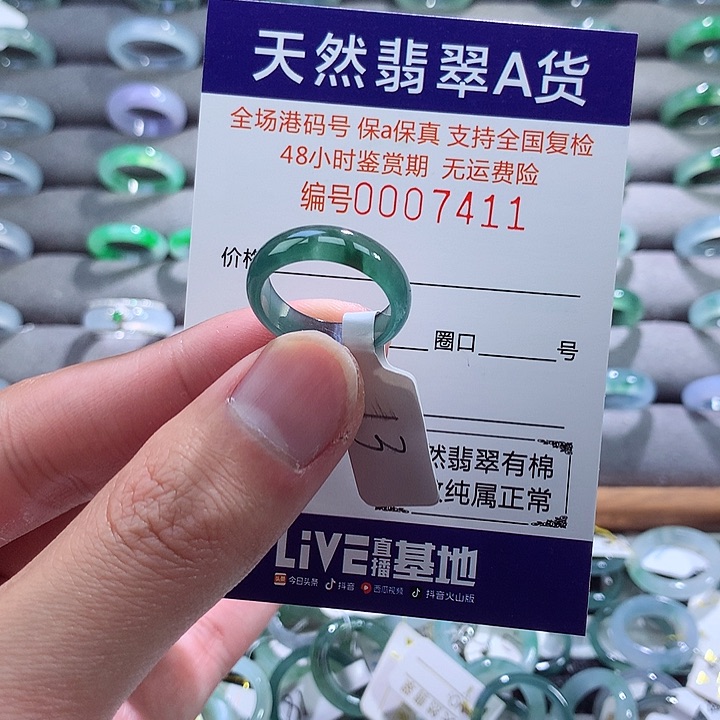 天然翡翠A货
全场港码号 保a保真 支持全国复检
48小时鉴赏期 无运费险
编号0007411
价格
圈口 号
13
然翡翠有棉
纯属正常
LiVE直播基地
头条 今日头条 抖音 西瓜视频 抖音火山版